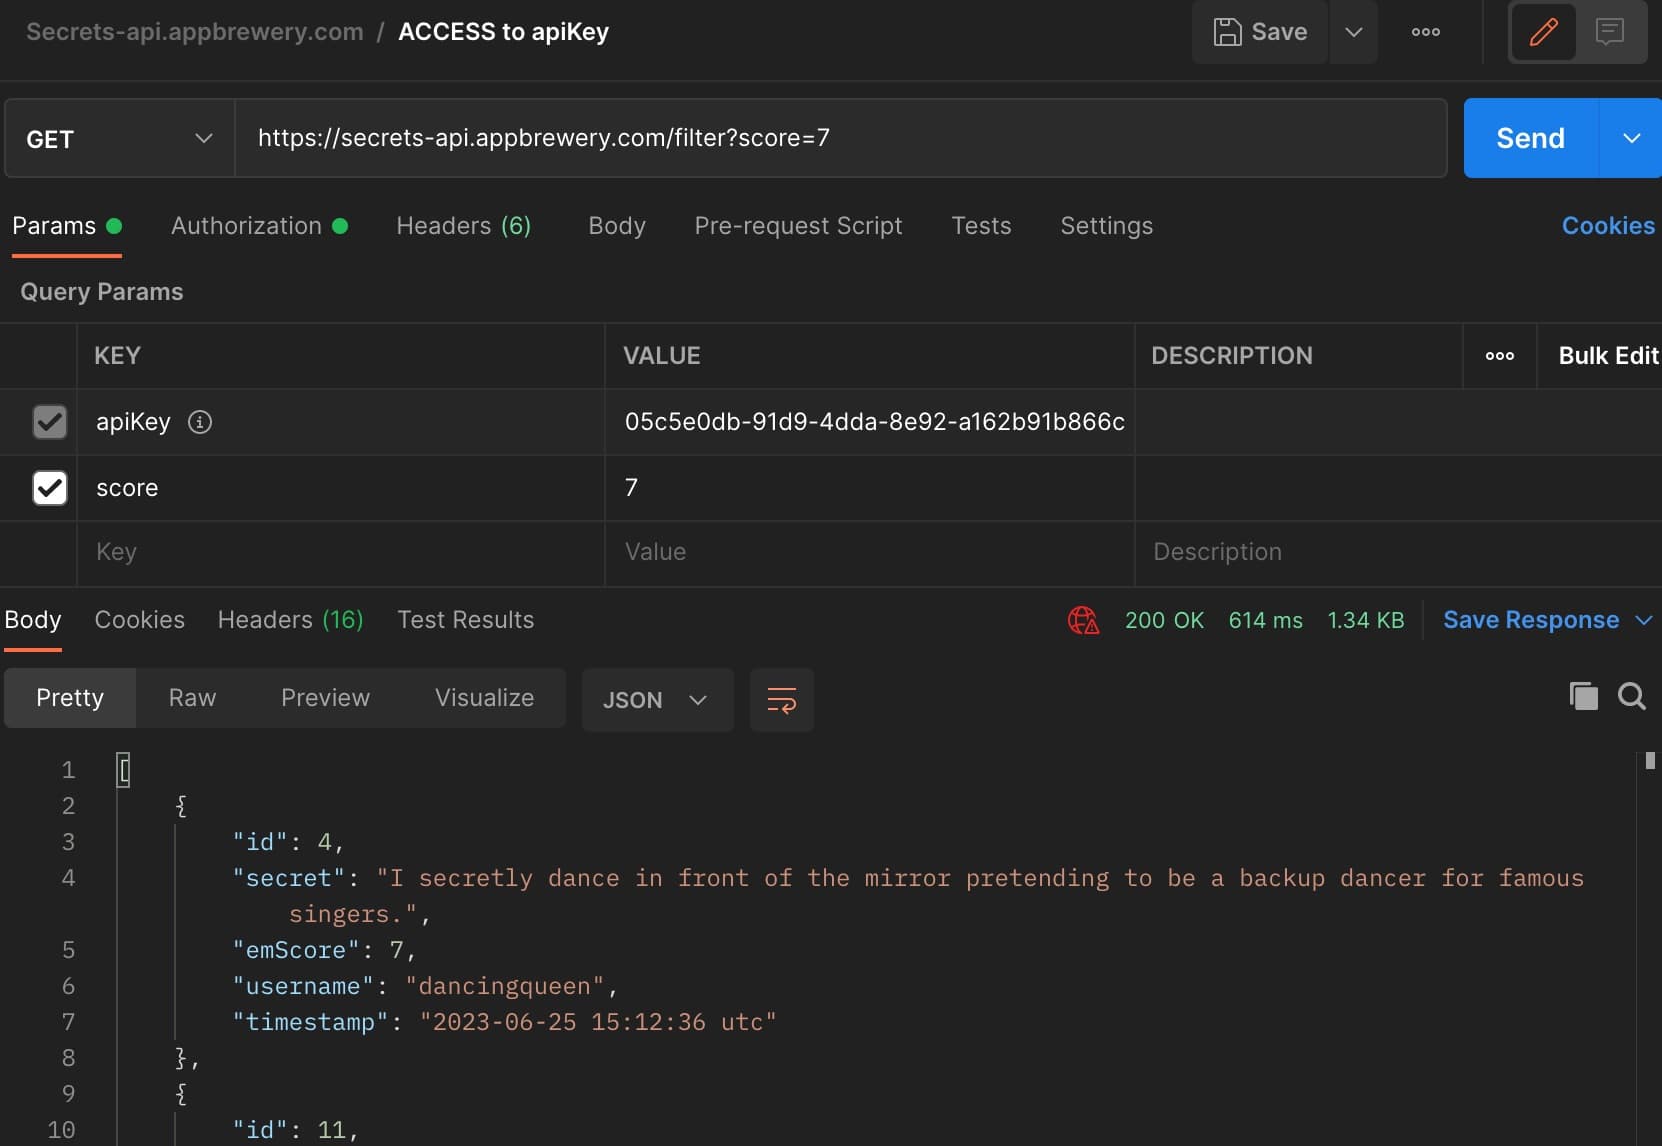 Secrets-api.appbrewery.com / ACCESS to apiKey
Save
GET https://secrets-api.appbrewery.com/filter?score=7 Send
Params Authorization Headers (6) Body Pre-request Script Tests Settings Cookies
Query Params
KEY VALUE DESCRIPTION Bulk Edit
apiKey 05c5e0db-91d9-4dda-8e92-a162b91b866c
score 7
Key Value Description
Body Cookies Headers (16) Test Results 200 OK 614 ms 1.34 KB Save Response
Pretty Raw Preview Visualize JSON
1 [
2 {
3 "id": 4,
4 "secret": "I secretly dance in front of the mirror pretending to be a backup dancer for famous
singers.",
5 "emScore": 7,
6 "username": "dancingqueen",
7 "timestamp": "2023-06-25 15:12:36 utc"
8 },
9 {
10 "id": 11,